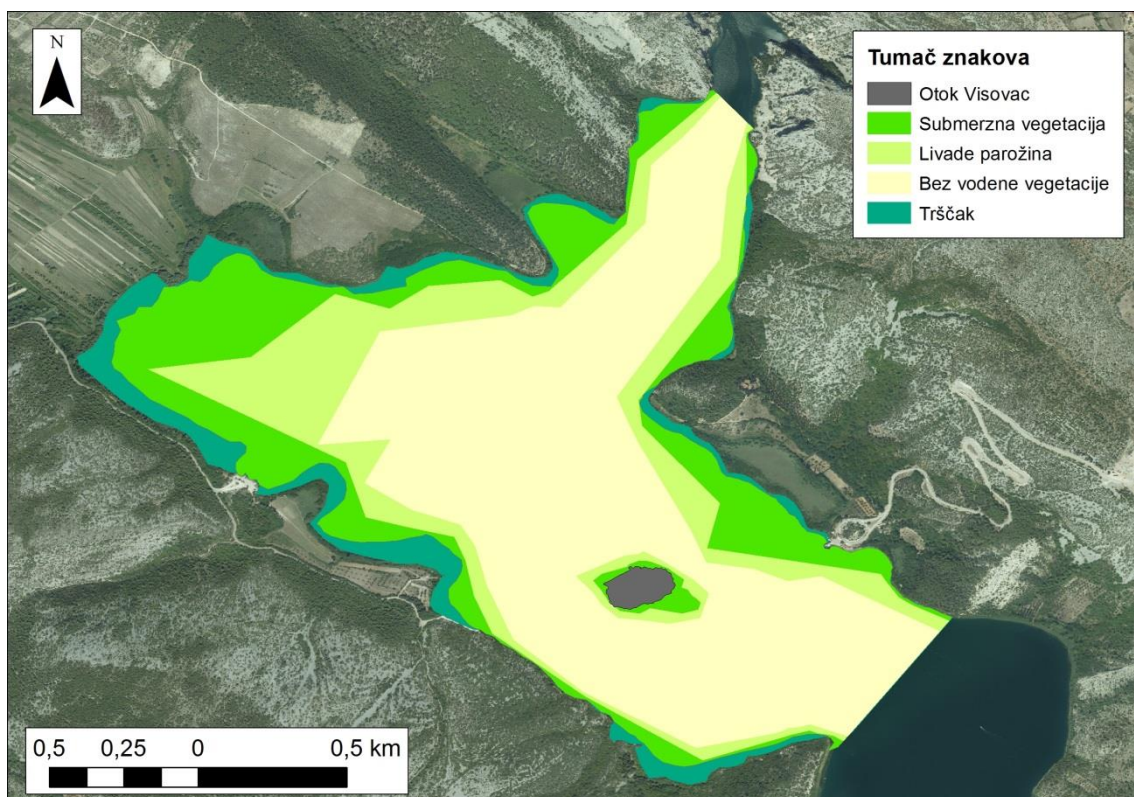 N
Tumač znakova
Otok Visovac
Submerzna vegetacija
Livade parožina
Bez vodene vegetacije
Trščak
0,5 0,25 0 0,5 km